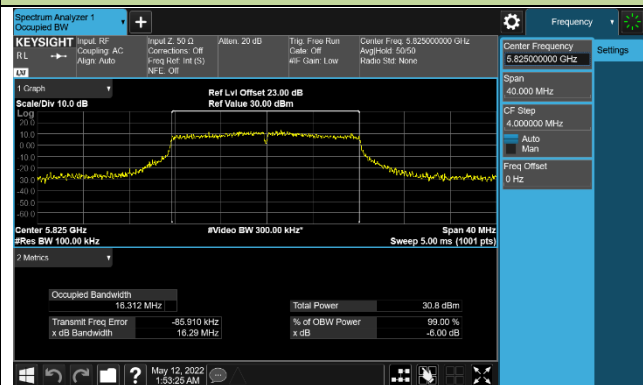 Spectrum Analyzer 1
Occupied BW
Frequency
KEYSIGHT
RL
LXI
Input: RF
Coupling: AC
Align: Auto
Input Z: 50 Ω
Corrections: Off
Freq Ref: Int (S)
NFE: Off
Atten: 20 dB
Trig: Free Run
Gate: Off
#IF Gain: Low
Center Freq: 5.825000000 GHz
Avg|Hold: 50/50
Radio Std: None
Center Frequency
5.825000000 GHz
Settings
Span
40.000 MHz
CF Step
4.000000 MHz
Auto
Man
Freq Offset
0 Hz
1 Graph
Scale/Div 10.0 dB
Ref Lvl Offset 23.00 dB
Ref Value 30.00 dBm
Log
20.0
10.0
0.00
-10.0
-20.0
-30.0
-40.0
-50.0
-60.0
Center 5.825 GHz
#Res BW 100.00 kHz
#Video BW 300.00 kHz*
Span 40 MHz
Sweep 5.00 ms (1001 pts)
2 Metrics
Occupied Bandwidth
16.312 MHz
Total Power 30.8 dBm
Transmit Freq Error -85.910 kHz
% of OBW Power 99.00 %
x dB Bandwidth 16.29 MHz
x dB -6.00 dB
?
May 12, 2022
1:53:25 AM